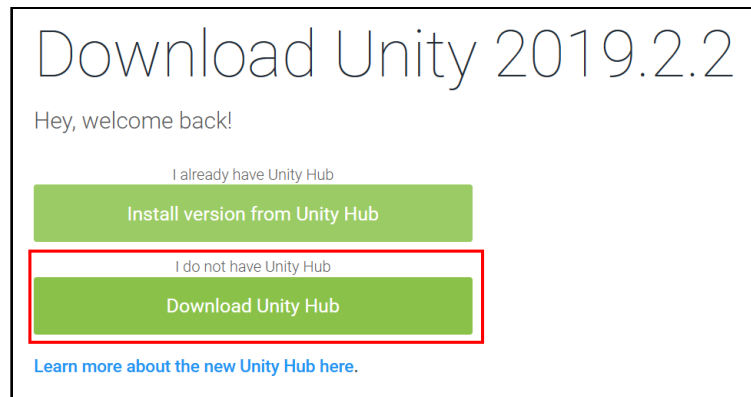 Download Unity 2019.2.2
Hey, welcome back!
I already have Unity Hub
Install version from Unity Hub
I do not have Unity Hub
Download Unity Hub
Learn more about the new Unity Hub here.